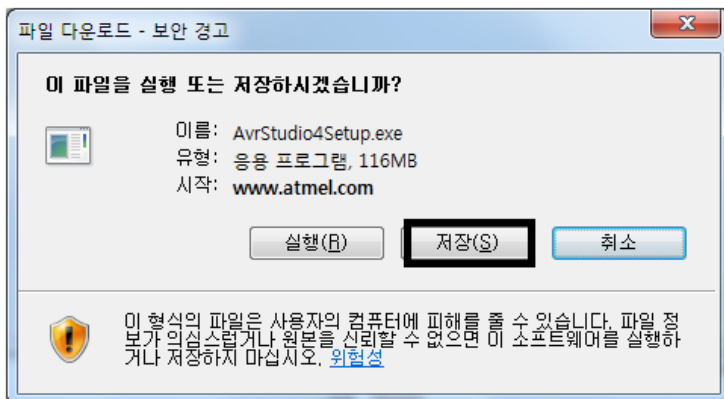 파일 다운로드 - 보안 경고
이 파일을 실행 또는 저장하시겠습니까?
이름: AvrStudio4Setup.exe
유형: 응용 프로그램, 116MB
시작: www.atmel.com
실행(R) 저장(S) 취소
이 형식의 파일은 사용자의 컴퓨터에 피해를 줄 수 있습니다. 파일 정
보가 의심스럽거나 원본을 신뢰할 수 없으면 이 소프트웨어를 실행하
거나 저장하지 마십시오. 위험성